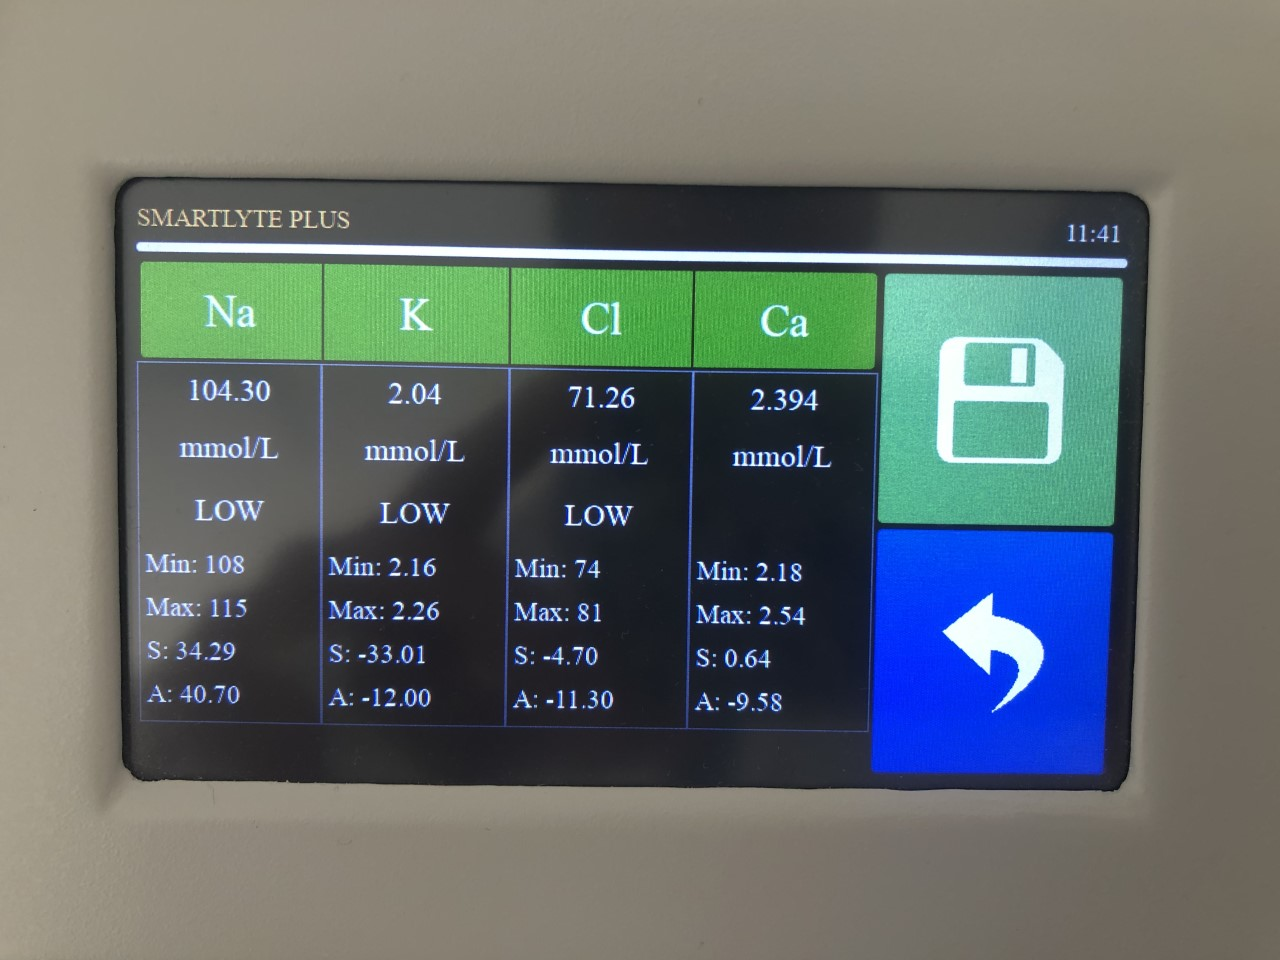 SMARTLYTE PLUS
11:41
Na K Cl Ca
104.30 2.04 71.26 2.394
mmol/L mmol/L mmol/L mmol/L
LOW LOW LOW
Min: 108 Min: 2.16 Min: 74 Min: 2.18
Max: 115 Max: 2.26 Max: 81 Max: 2.54
S: 34.29 S: -33.01 S: -4.70 S: 0.64
A: 40.70 A: -12.00 A: -11.30 A: -9.58